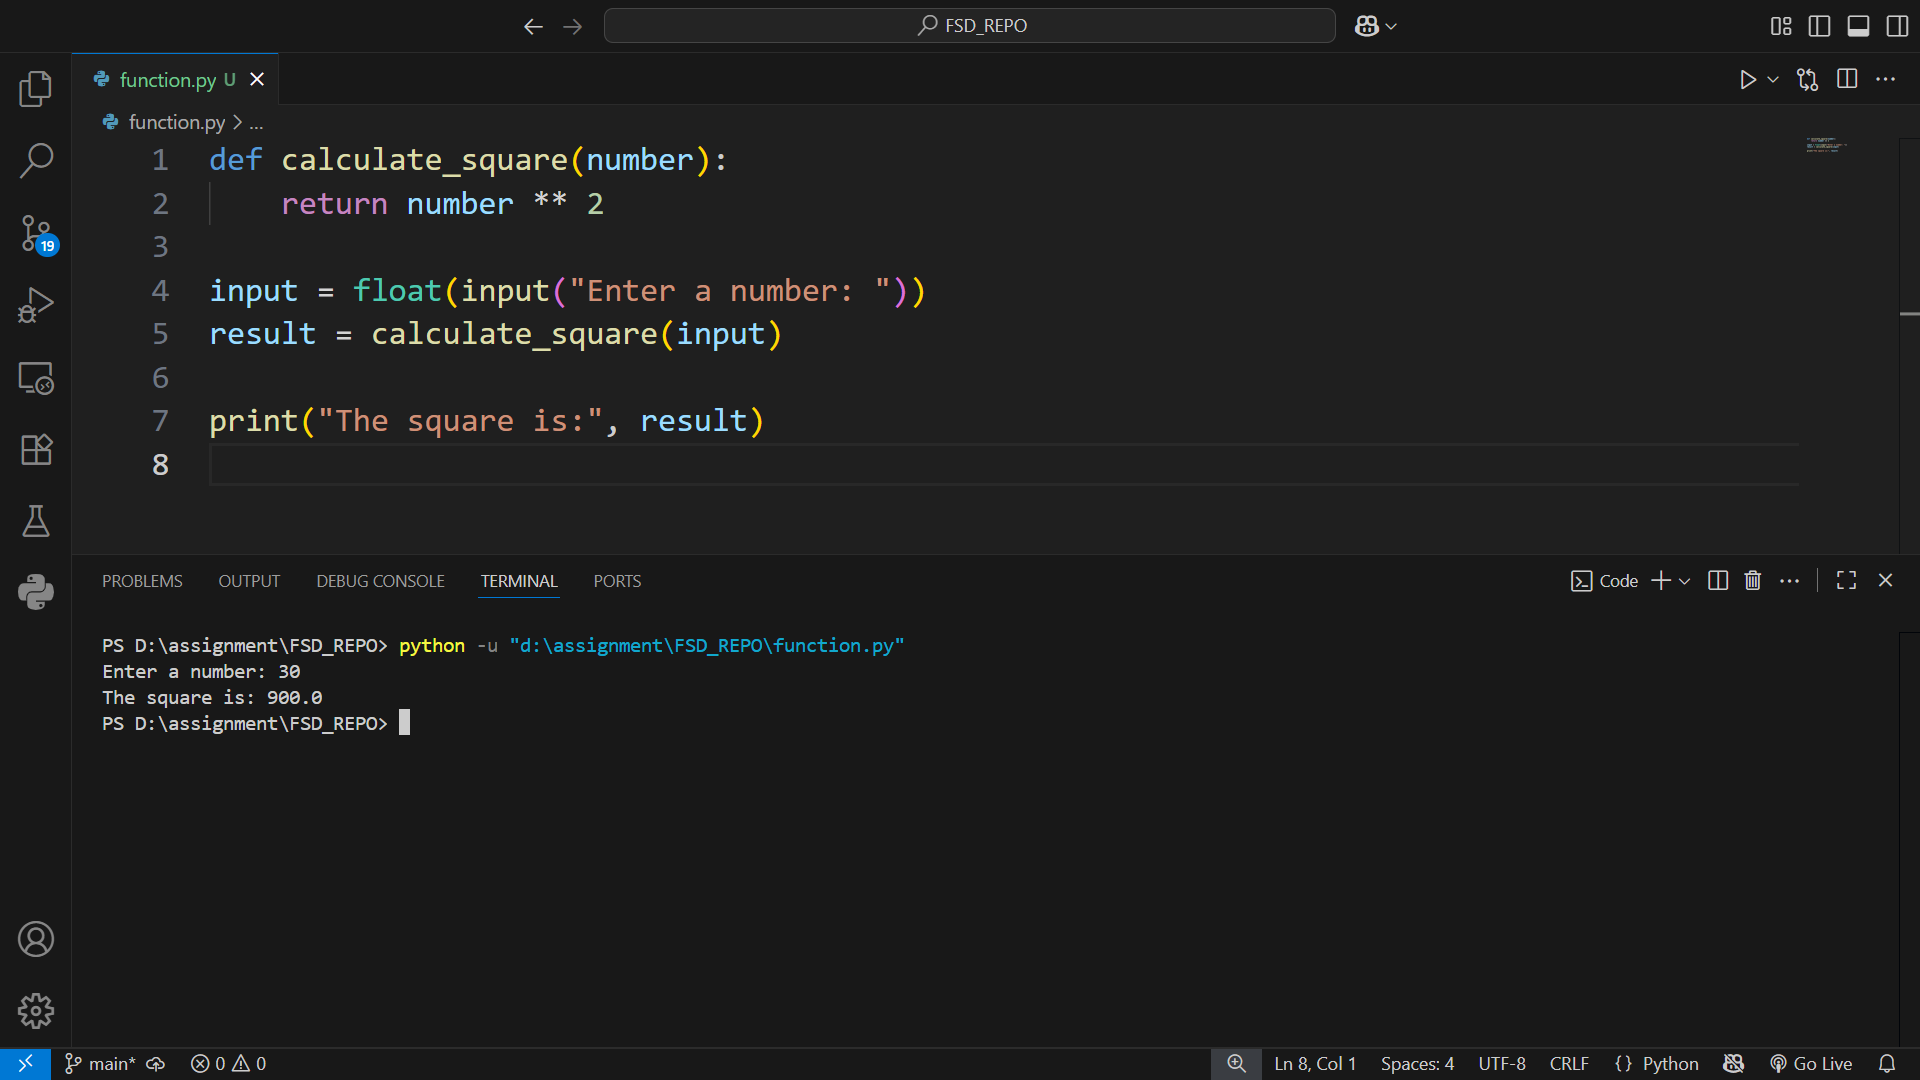 FSD_REPO
function.py U
function.py > ...
1 def calculate_square(number):
2 return number ** 2
3
4 input = float(input("Enter a number: "))
5 result = calculate_square(input)
6
7 print("The square is:", result)
8
19
PROBLEMS OUTPUT DEBUG CONSOLE TERMINAL PORTS Code
PS D:\assignment\FSD_REPO> python -u "d:\assignment\FSD_REPO\function.py"
Enter a number: 30
The square is: 900.0
PS D:\assignment\FSD_REPO>
main* 0 0 Ln 8, Col 1 Spaces: 4 UTF-8 CRLF {} Python Go Live